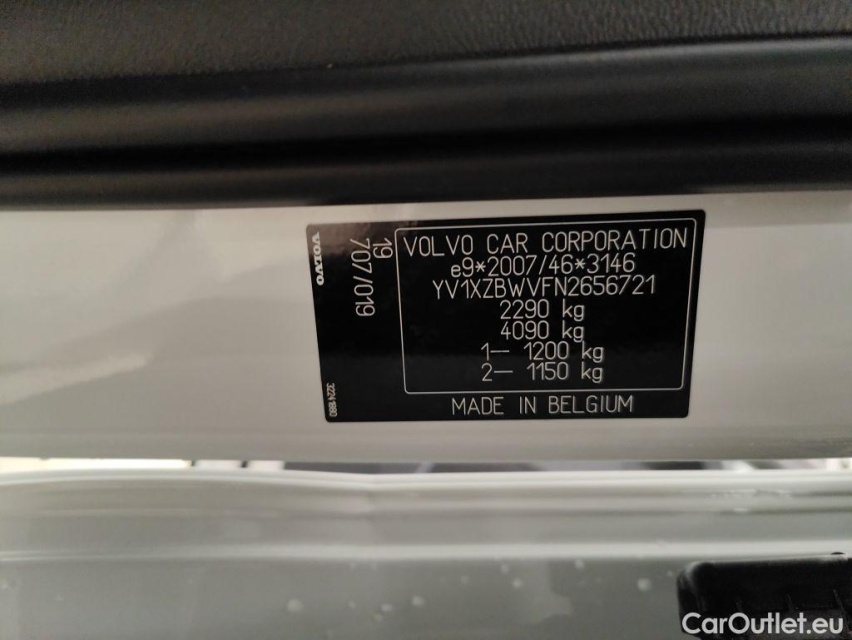 VOLVO
19
707/019
3224180
VOLVO CAR CORPORATION
e9*2007/46*3146
YV1XZBWVFN2656721
2290 kg
4090 kg
1– 1200 kg
2– 1150 kg
MADE IN BELGIUM
CarOutlet.eu